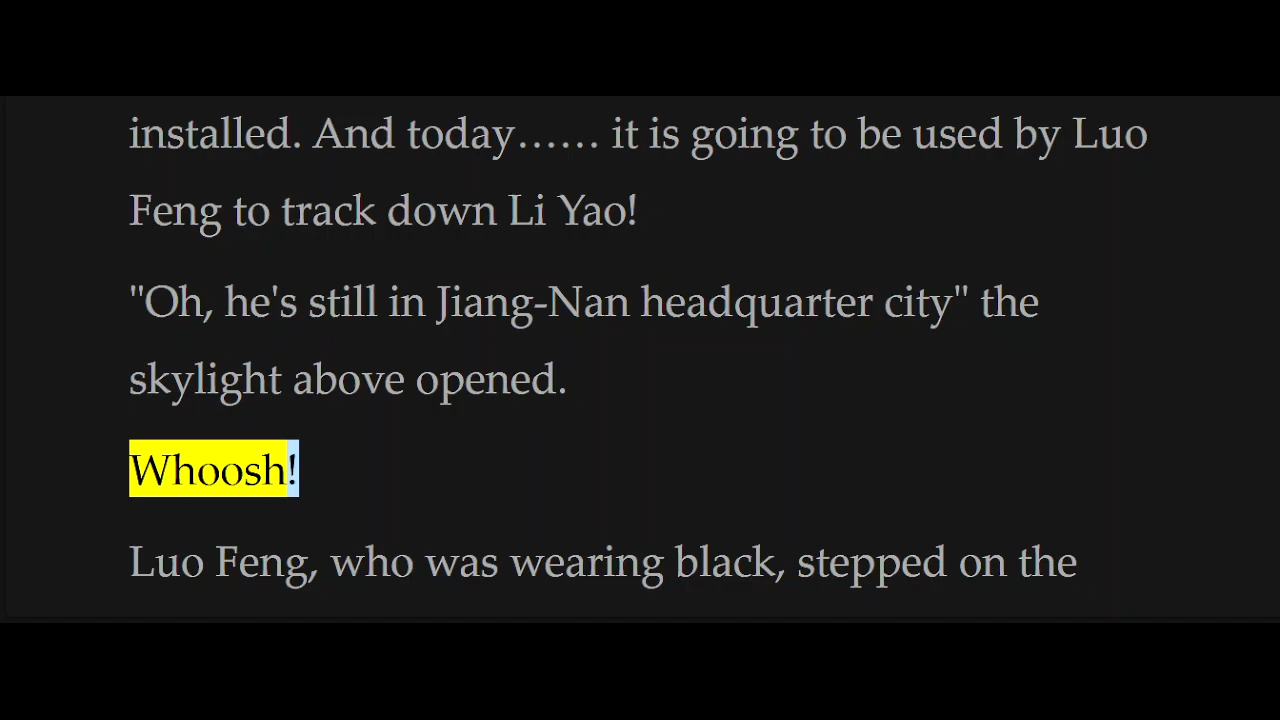 installed. And today…… it is going to be used by Luo
Feng to track down Li Yao!
"Oh, he's still in Jiang-Nan headquarter city" the
skylight above opened.
Whoosh!
Luo Feng, who was wearing black, stepped on the